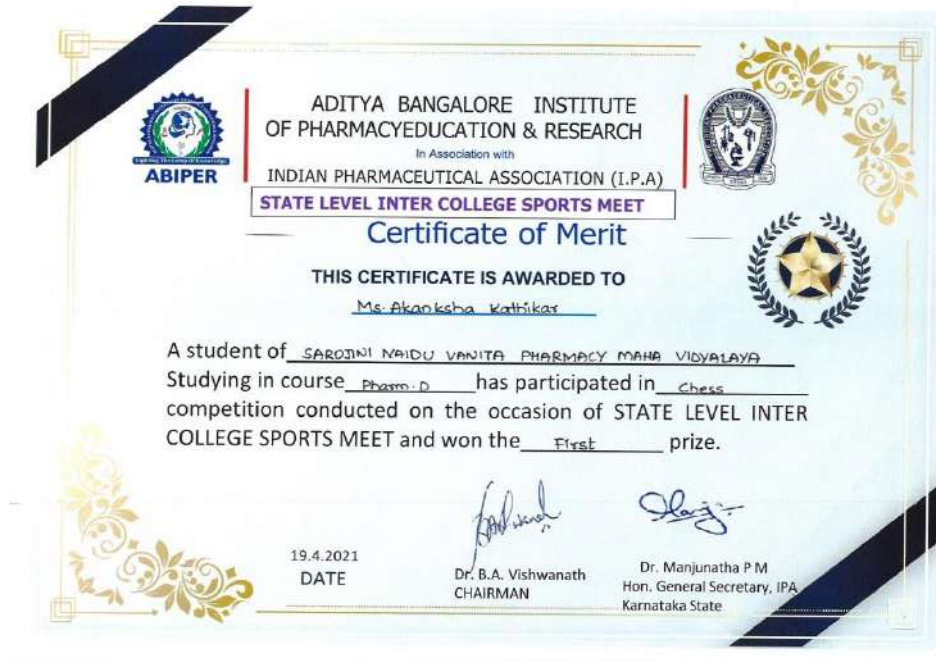 ADITYA BANGALORE INSTITUTE
OF PHARMACYEDUCATION & RESEARCH
In Association with
INDIAN PHARMACEUTICAL ASSOCIATION (I.P.A)
STATE LEVEL INTER COLLEGE SPORTS MEET
ABIPER
Certificate of Merit
THIS CERTIFICATE IS AWARDED TO
Ms. Akanksha Kathikar
A student of SAROJINI NAIDU VANITA PHARMACY MAHA VIDYALAYA
Studying in course Pharm.D has participated in Chess
competition conducted on the occasion of STATE LEVEL INTER
COLLEGE SPORTS MEET and won the First prize.
19.4.2021
DATE
Dr. B.A. Vishwanath
CHAIRMAN
Dr. Manjunatha P M
Hon. General Secretary, IPA
Karnataka State